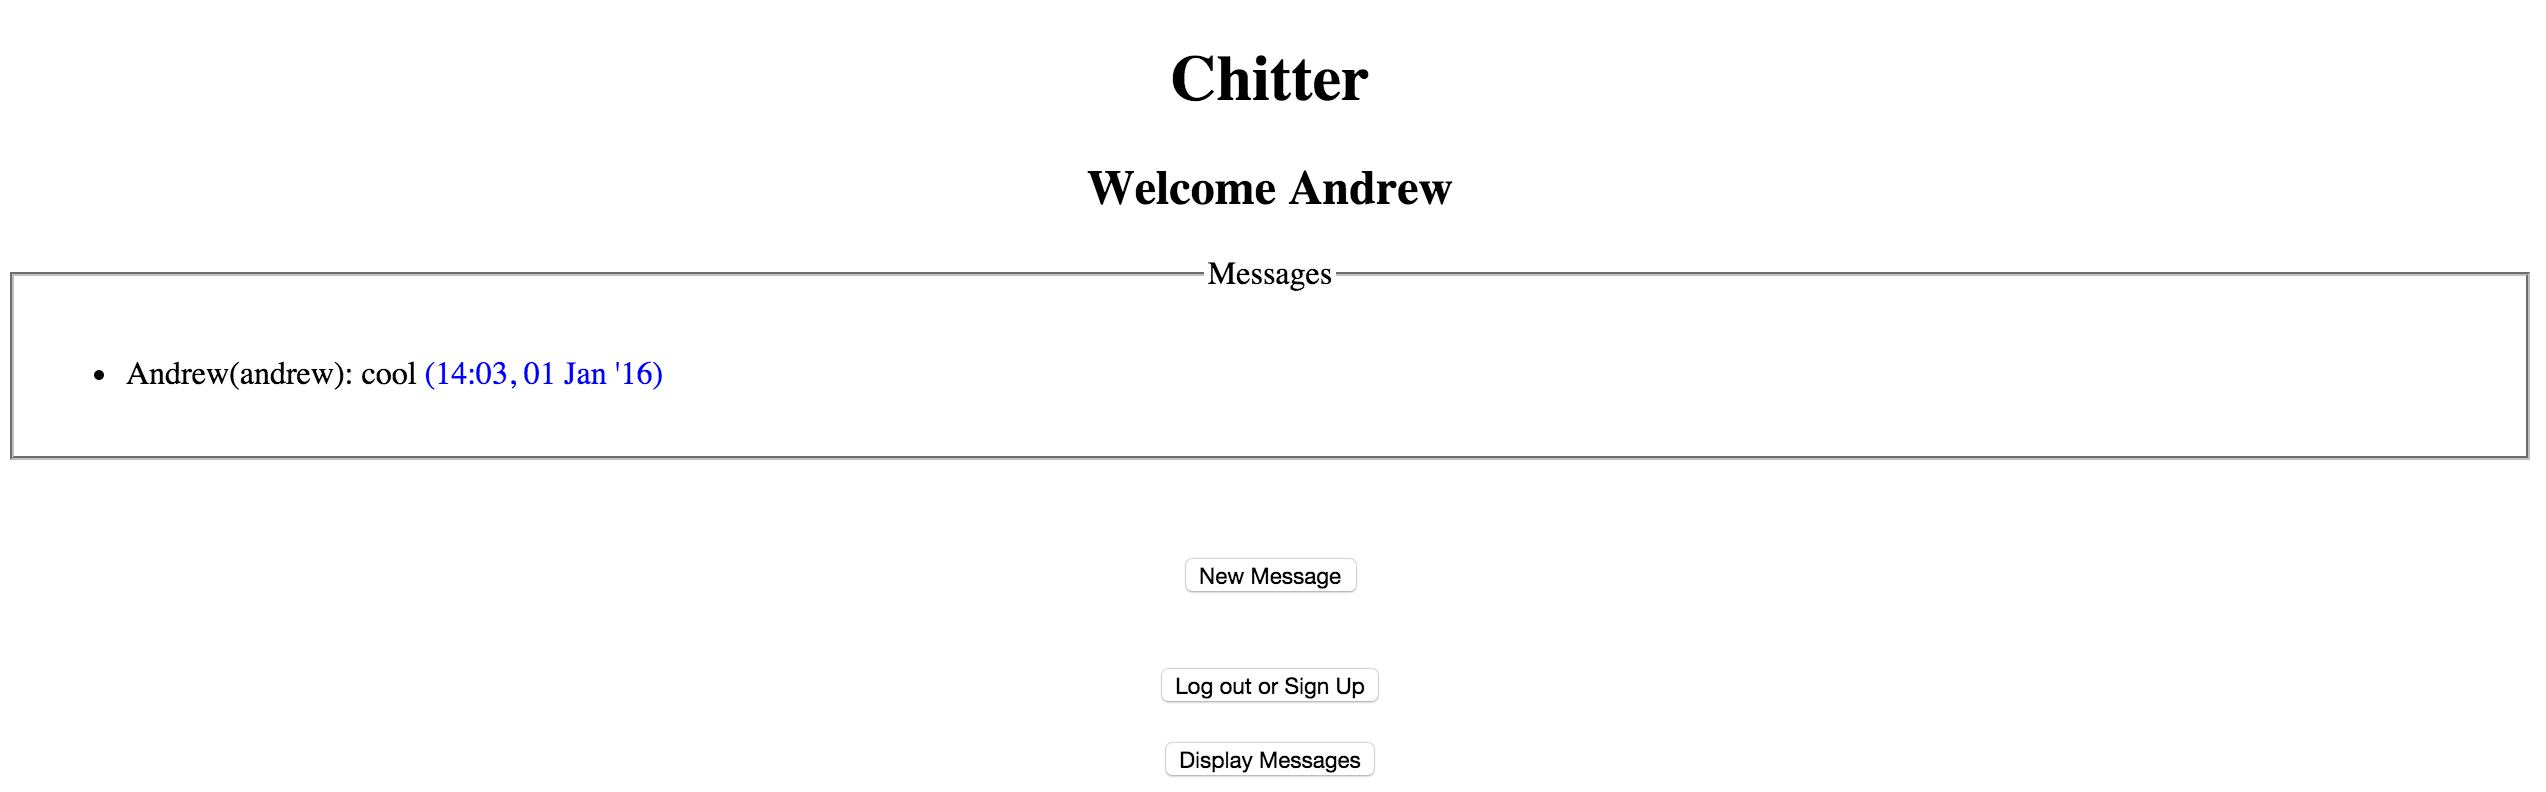 Chitter
Welcome Andrew
Messages
Andrew(andrew): cool (14:03, 01 Jan '16)
New Message
Log out or Sign Up
Display Messages